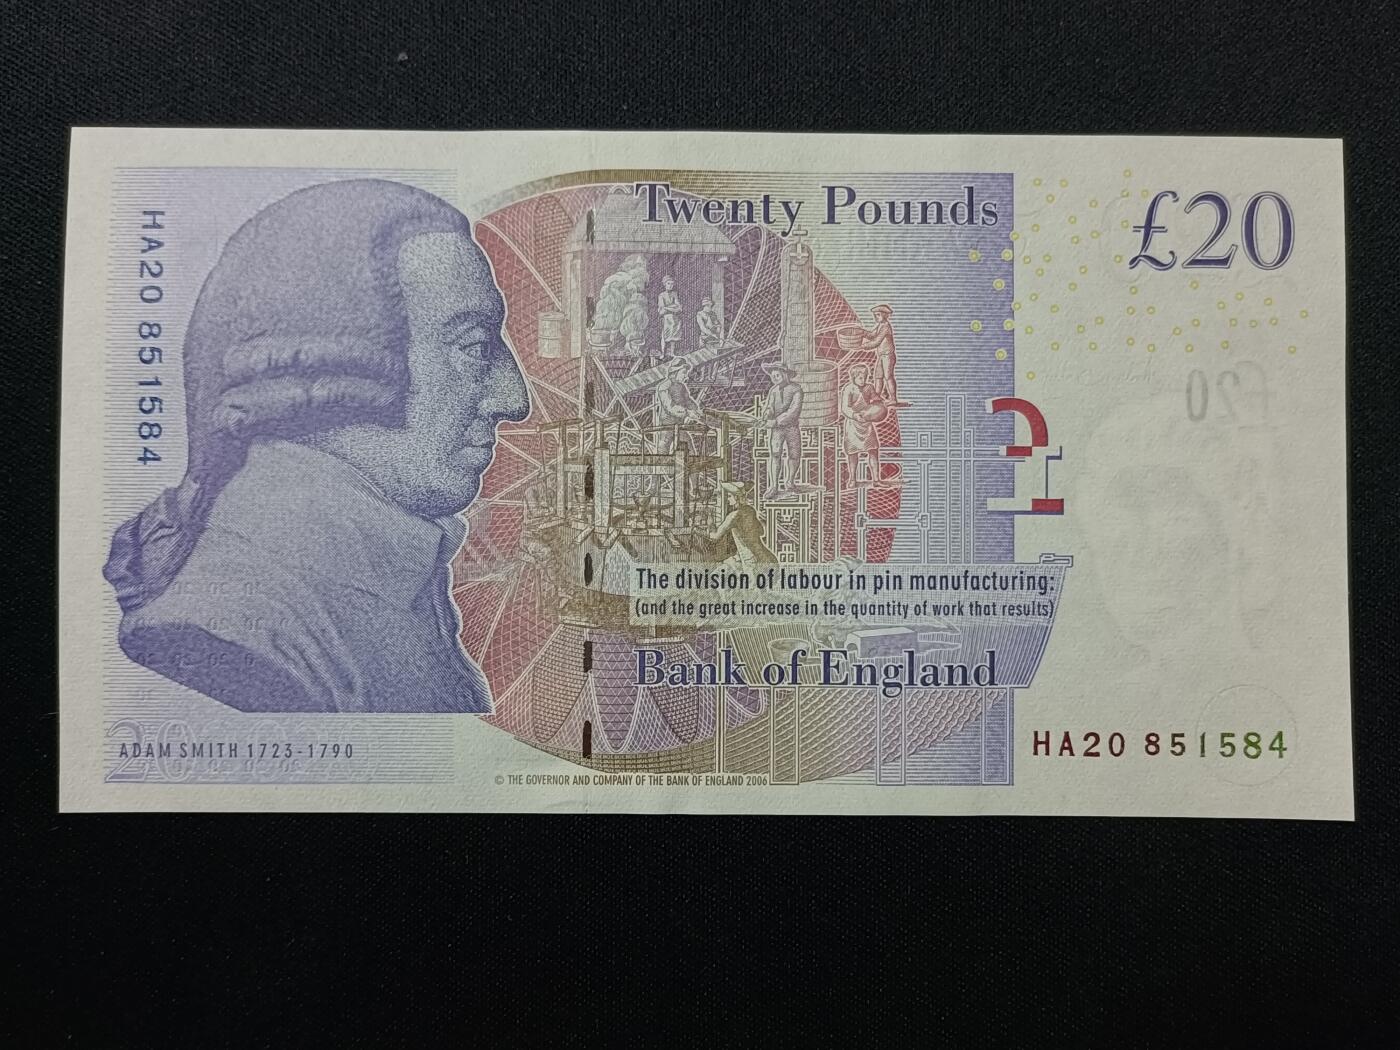 HA20 851584
Twenty Pounds
£20
£20
The division of labour in pin manufacturing:
(and the great increase in the quantity of work that results)
Bank of England
HA20 851584
20
ADAM SMITH 1723-1790
© THE GOVERNOR AND COMPANY OF THE BANK OF ENGLAND 2006